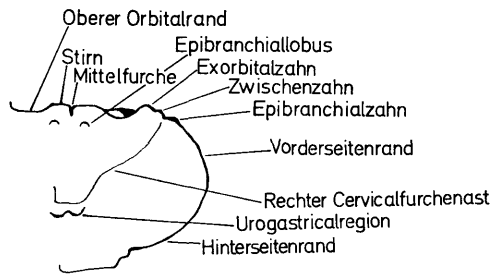 Oberer Orbitalrand
Epibranchiallobus
Stirn
Exorbitalzahn
Mittelfurche
Zwischenzahn
Epibranchialzahn
Vorderseitenrand
Rechter Cervicalfurchenast
Urogastricalregion
Hinterseitenrand